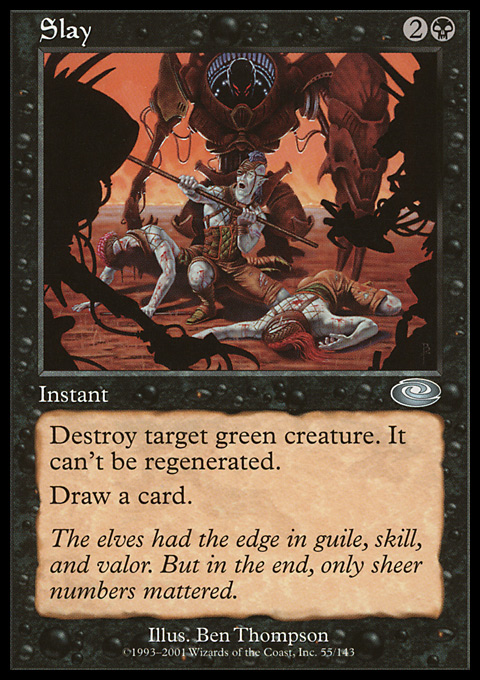 Slay 2
Instant
Destroy target green creature. It
can't be regenerated.
Draw a card.
The elves had the edge in guile, skill,
and valor. But in the end, only sheer
numbers mattered.
Illus. Ben Thompson
©1993–2001 Wizards of the Coast, Inc. 55/143